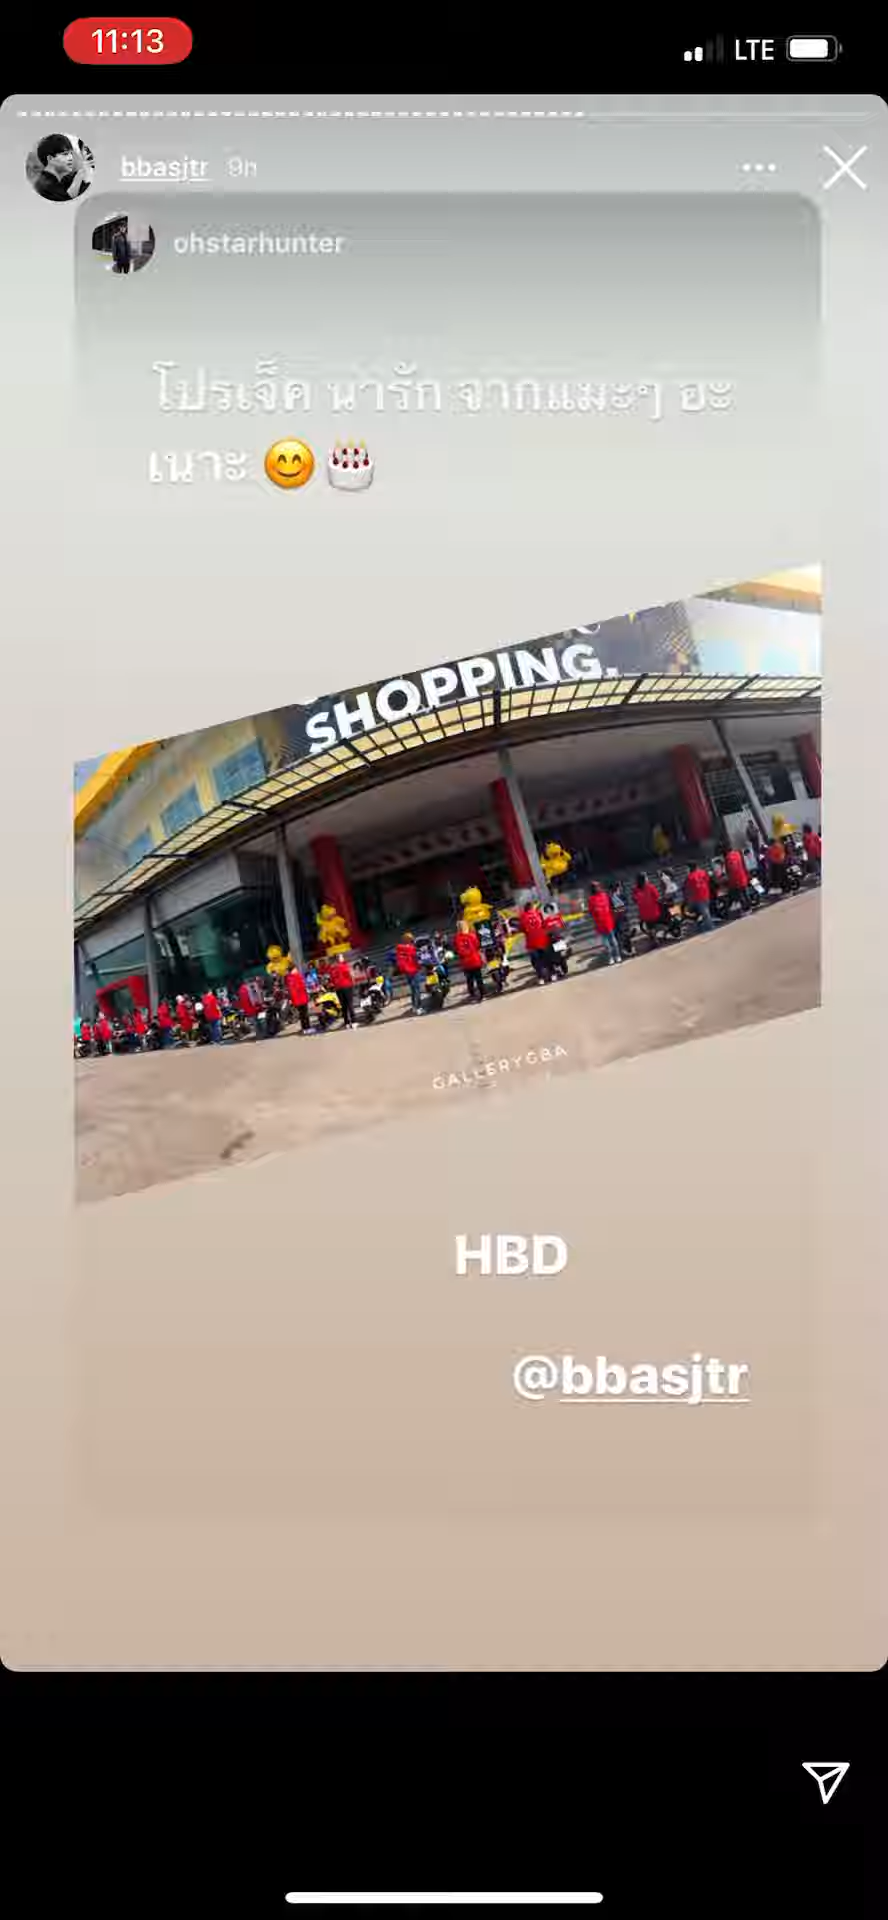 11:13
LTE
bbasjtr 9n
ohstarhunter
โปรเจ็ค น่ารัก จากแมะๆ อะ
เนาะ 😊🎂
SHOPPING.
GALLERYGBA
HBD
@bbasjtr